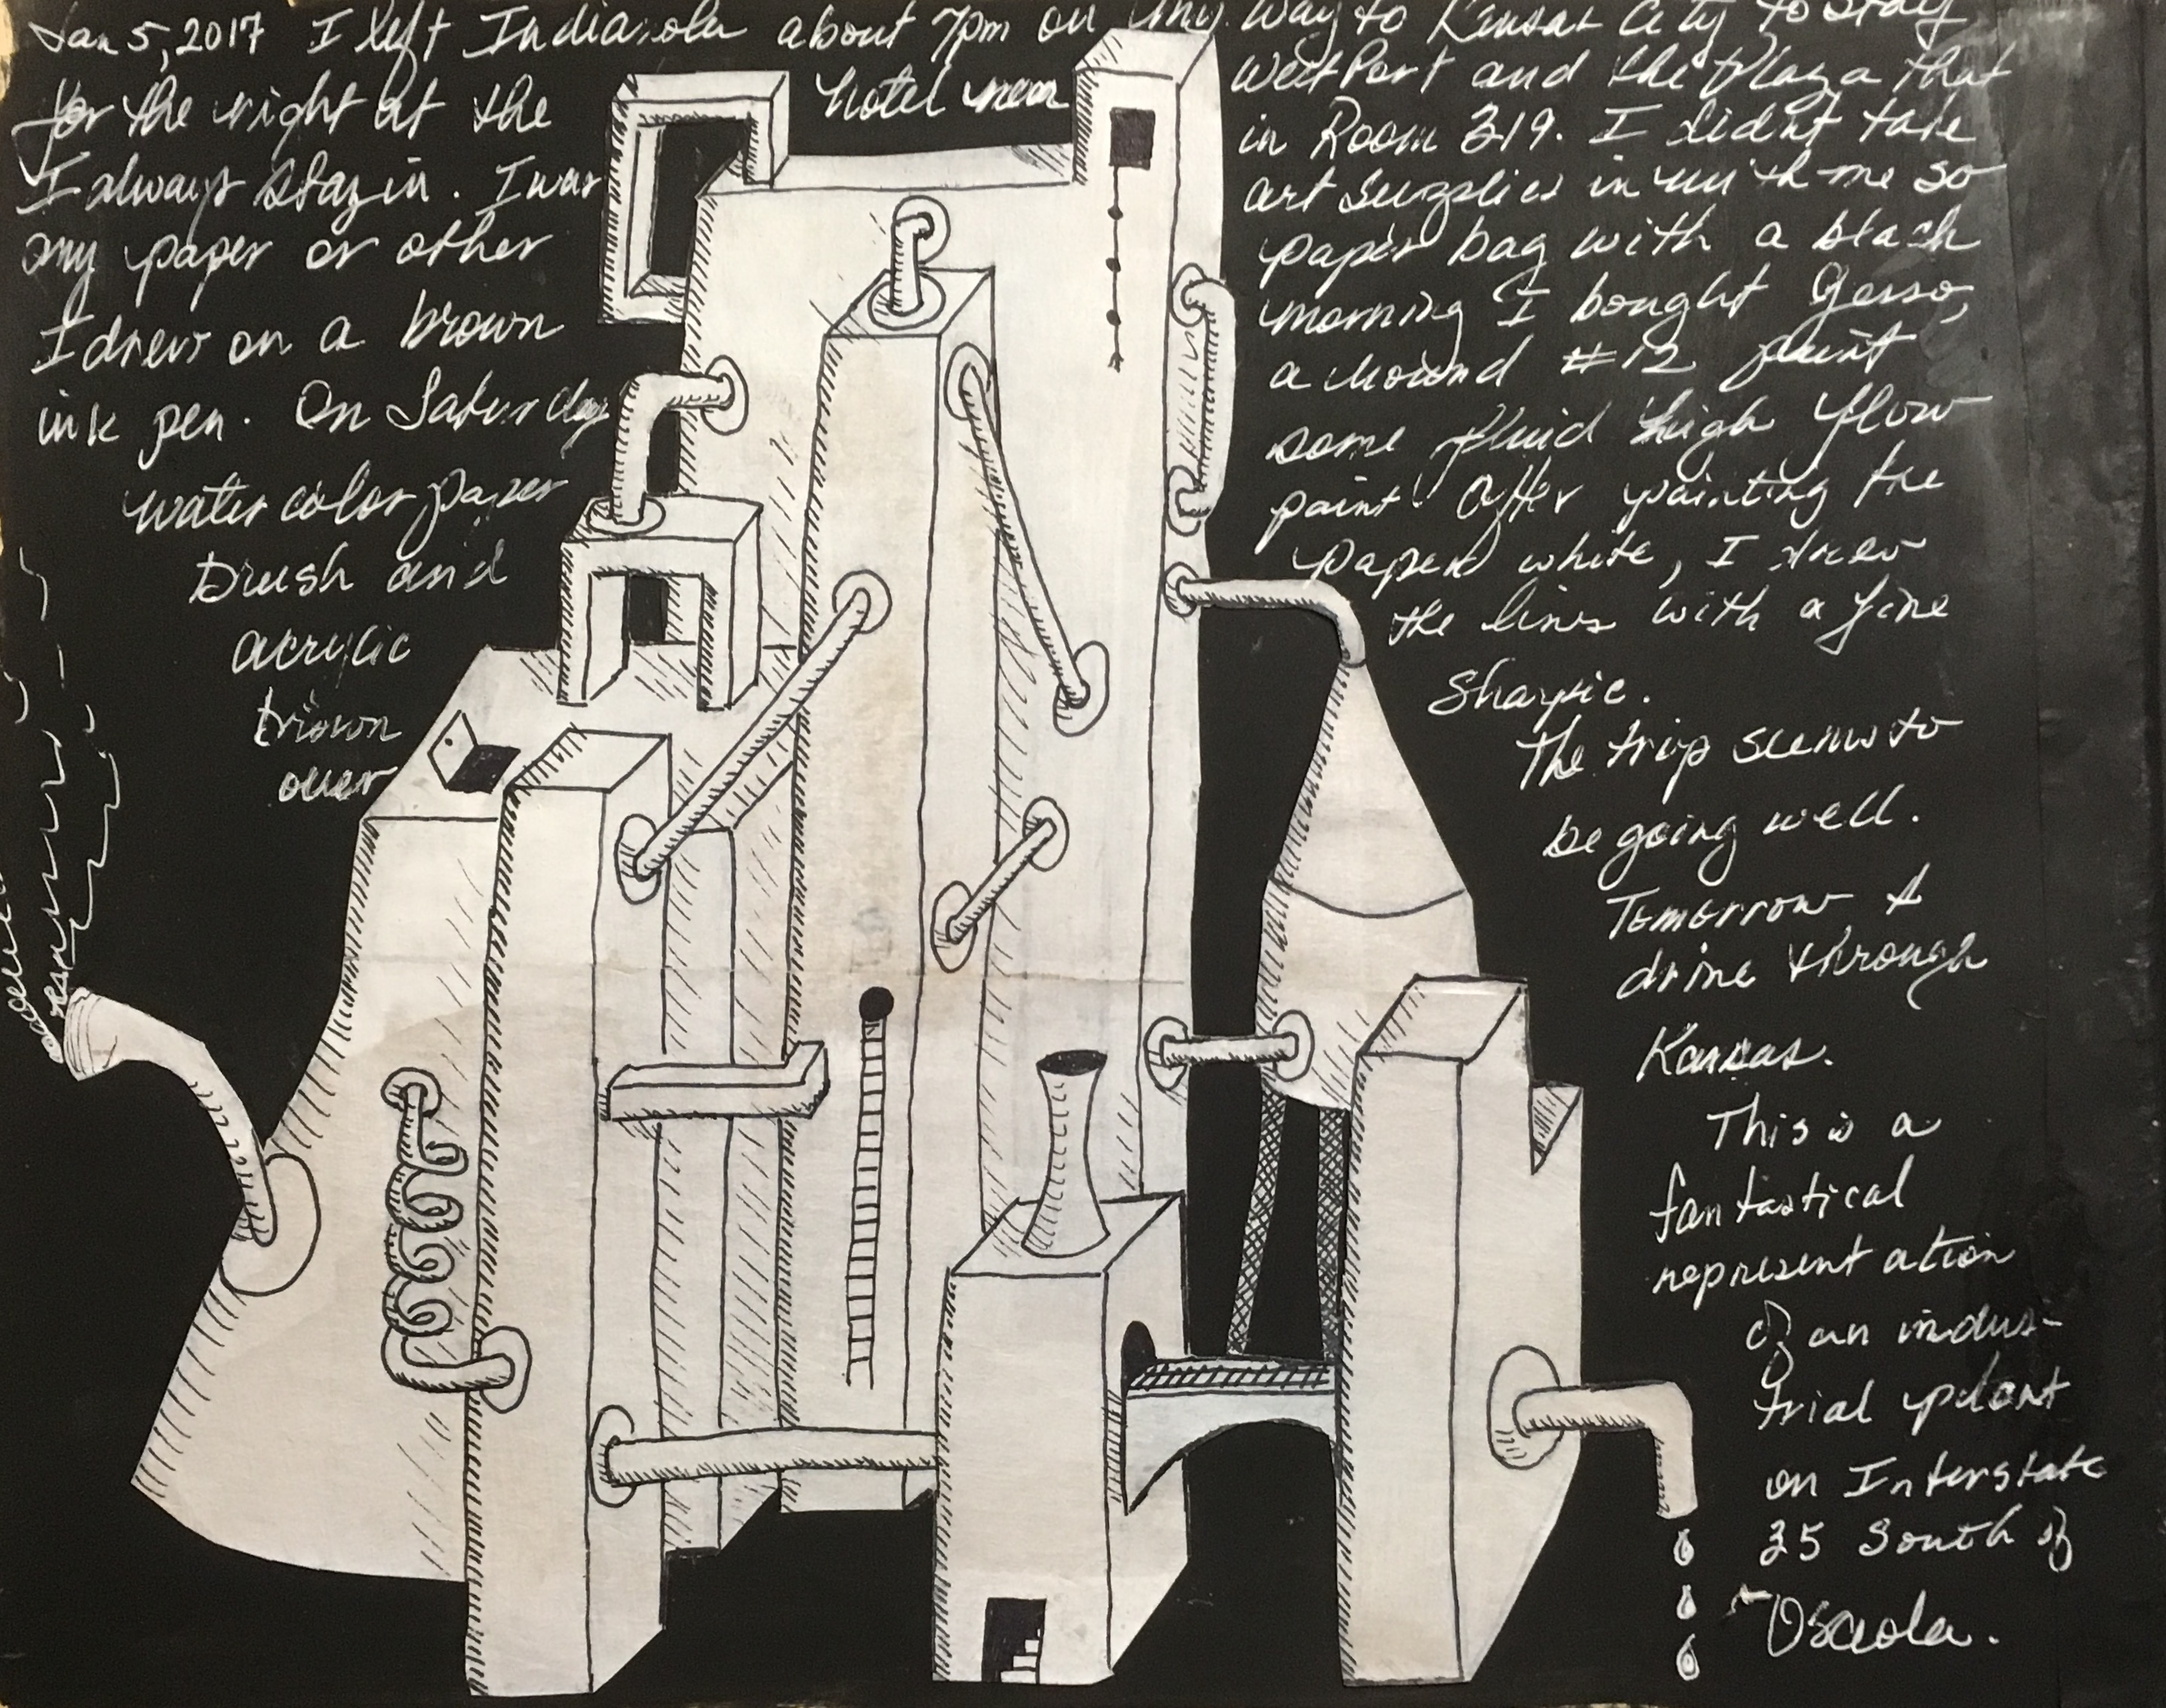 Jan 5, 2017 I left Indianola about 7pm on my way to Kansas City to stay
for the night at the hotel near WestPort and the Plaza that
I always stay in. I was in Room 319. I didn't take
any paper or other art supplies in with me so
I drew on a brown paper bag with a black
ink pen. On Saturday morning I bought Gesso,
water color paper a round #12 paint
brush and some fluid high flow
acrylic paint. After painting the
brown paper white, I drew
over the lines with a fine
Sharpie.
The trip seems to
be going well.
Tomorrow I
drive through
Kansas.
This is a
fantastical
representation
of an indus-
trial plant
on Interstate
35 South of
Osceola.